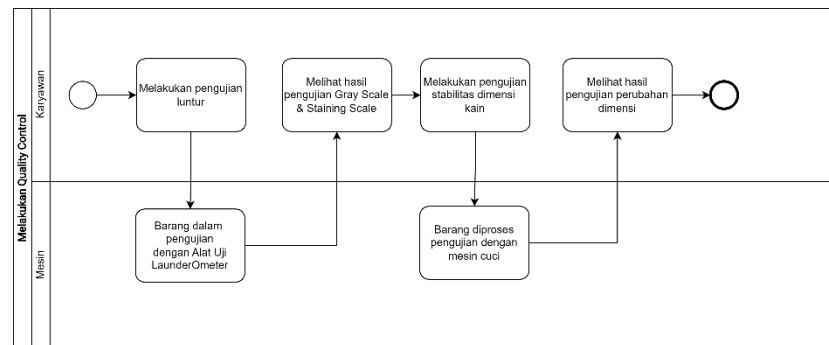 Melakukan Quality Control
Karyawan
Melakukan pengujian
luntur
Melihat hasil
pengujian Gray Scale
& Staining Scale
Melakukan pengujian
stabilitas dimensi
kain
Melihat hasil
pengujian perubahan
dimensi
Mesin
Barang dalam
pengujian
dengan Alat Uji
LaunderOmeter
Barang diproses
pengujian dengan
mesin cuci